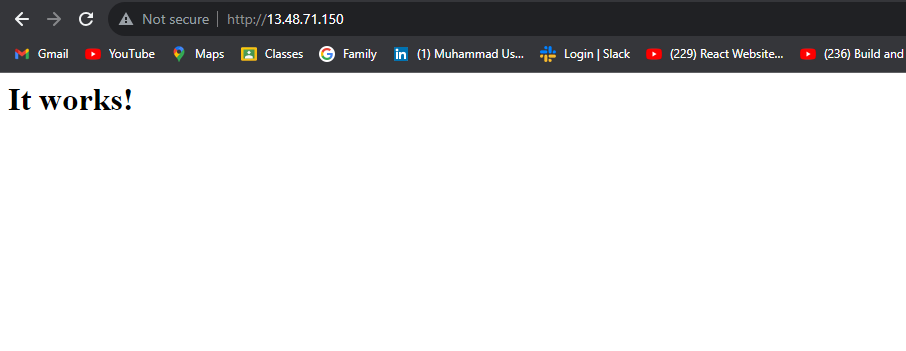 Not secure http://13.48.71.150
Gmail YouTube Maps Classes Family (1) Muhammad Us... Login | Slack (229) React Website... (236) Build and
It works!